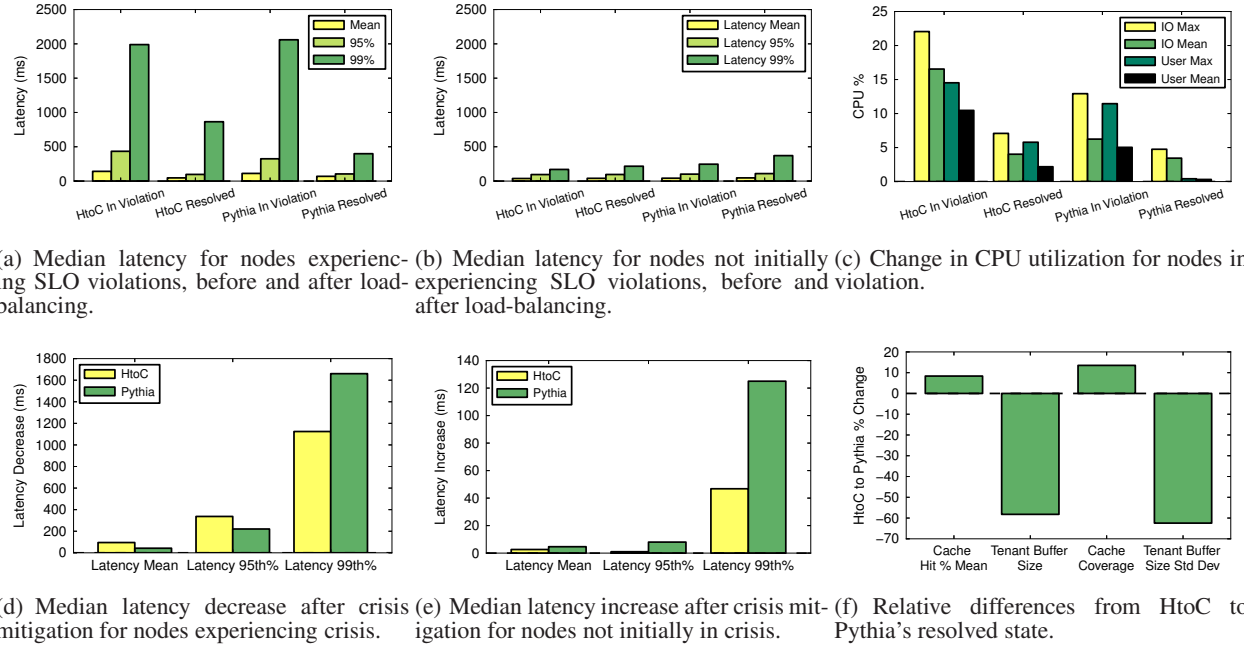 2500
2000
1500
1000
500
0
Latency (ms)
Mean
95%
99%
HtoC In Violation
HtoC Resolved
Pythia In Violation
Pythia Resolved
2500
2000
1500
1000
500
0
Latency (ms)
Latency Mean
Latency 95%
Latency 99%
HtoC In Violation
HtoC Resolved
Pythia In Violation
Pythia Resolved
25
20
15
10
5
0
CPU %
IO Max
IO Mean
User Max
User Mean
HtoC In Violation
HtoC Resolved
Pythia In Violation
Pythia Resolved
(a) Median latency for nodes experienc-
ing SLO violations, before and after load-
balancing.
(b) Median latency for nodes not initially
experiencing SLO violations, before and
after load-balancing.
(c) Change in CPU utilization for nodes in
violation.
1800
1600
1400
1200
1000
800
600
400
200
0
Latency Decrease (ms)
HtoC
Pythia
Latency Mean
Latency 95th%
Latency 99th%
140
120
100
80
60
40
20
0
Latency Increase (ms)
HtoC
Pythia
Latency Mean
Latency 95th%
Latency 99th%
20
10
0
−10
−20
−30
−40
−50
−60
−70
HtoC to Pythia % Change
Cache
Hit % Mean
Tenant Buffer
Size
Cache
Coverage
Tenant Buffer
Size Std Dev
(d) Median latency decrease after crisis
mitigation for nodes experiencing crisis.
(e) Median latency increase after crisis mit-
igation for nodes not initially in crisis.
(f) Relative differences from HtoC to
Pythia's resolved state.